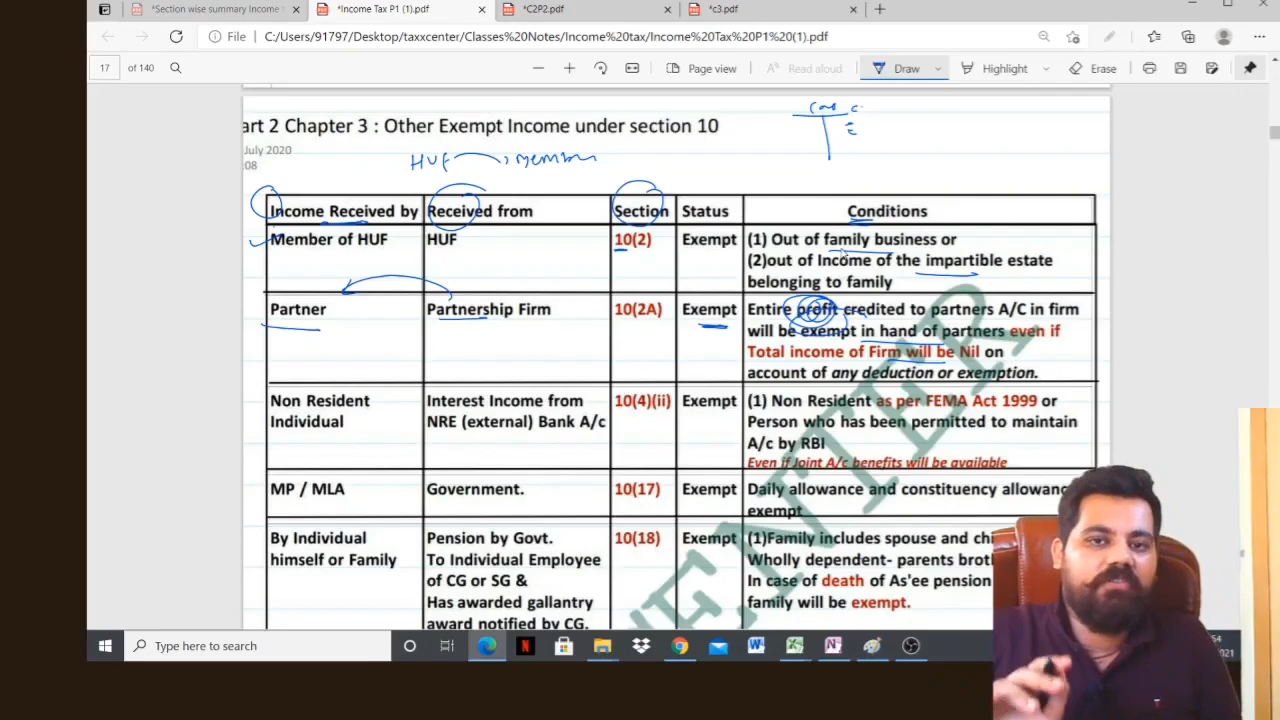 *Section wise summary Income
*Income Tax P1 (1).pdf
*C2P2.pdf
*c3.pdf
File
C:/Users/91797/Desktop/taxxcenter/Classes%20Notes/Income%20tax/Income%20Tax%20P1%20(1).pdf
17 of 140
Page view
Read aloud
Draw
Highlight
Erase
art 2 Chapter 3 : Other Exempt Income under section 10
July 2020
:08
HUF
Income Received by Received from Section Status Conditions
Member of HUF HUF 10(2) Exempt (1) Out of family business or
(2)out of Income of the impartible estate
belonging to family
Partner Partnership Firm 10(2A) Exempt Entire profit credited to partners A/C in firm
will be exempt in hand of partners even if
Total income of Firm will be Nil on
account of any deduction or exemption.
Non Resident Interest Income from 10(4)(ii) Exempt (1) Non Resident as per FEMA Act 1999 or
Individual NRE (external) Bank A/c Person who has been permitted to maintain
A/c by RBI
Even if Joint A/c benefits will be available
MP / MLA Government. 10(17) Exempt Daily allowance and constituency allowanc
exempt
By Individual Pension by Govt. 10(18) Exempt (1)Family includes spouse and chi
himself or Family To Individual Employee Wholly dependent- parents brot
of CG or SG & In case of death of As'ee pension
Has awarded gallantry family will be exempt.
award notified by CG.
ENTER
Type here to search
54
021